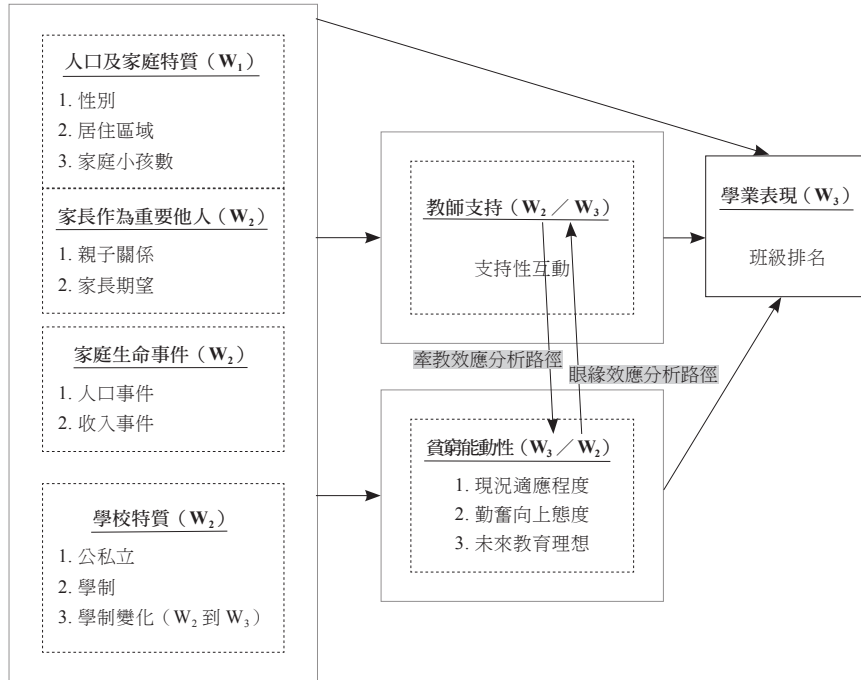 人口及家庭特質（W₁）
1. 性別
2. 居住區域
3. 家庭小孩數
家長作為重要他人（W₂）
1. 親子關係
2. 家長期望
家庭生命事件（W₂）
1. 人口事件
2. 收入事件
學校特質（W₂）
1. 公私立
2. 學制
3. 學制變化（W₂ 到 W₃）
教師支持（W₂／W₃）
支持性互動
牽教效應分析路徑
眼緣效應分析路徑
貧窮能動性（W₃／W₂）
1. 現況適應程度
2. 勤奮向上態度
3. 未來教育理想
學業表現（W₃）
班級排名